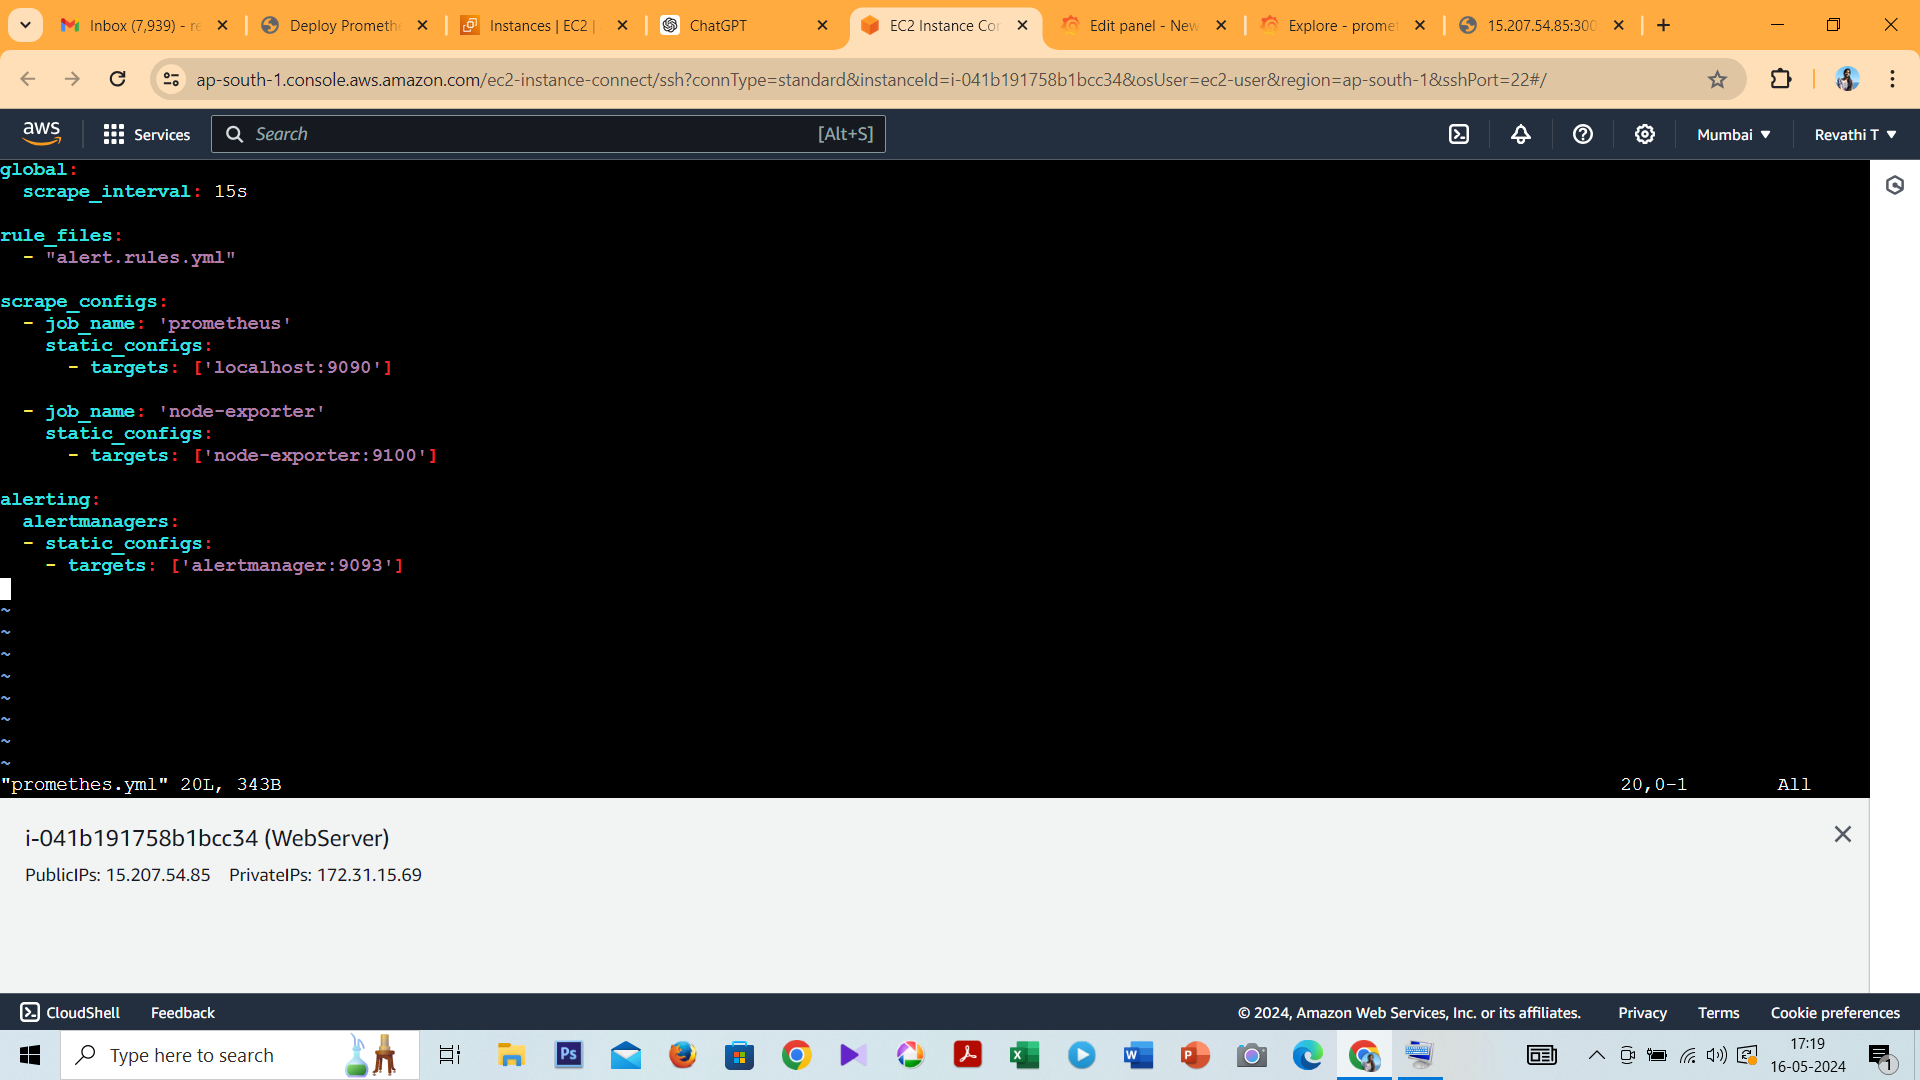 Inbox (7,939) - re
Deploy Prometh
Instances | EC2 |
ChatGPT
EC2 Instance Con
Edit panel - New
Explore - promet
15.207.54.85:300
ap-south-1.console.aws.amazon.com/ec2-instance-connect/ssh?connType=standard&instanceId=i-041b191758b1bcc34&osUser=ec2-user&region=ap-south-1&sshPort=22#/
aws
Services
Search
[Alt+S]
Mumbai
Revathi T
global:
  scrape_interval: 15s
rule_files:
  - "alert.rules.yml"
scrape_configs:
  - job_name: 'prometheus'
    static_configs:
      - targets: ['localhost:9090']
  - job_name: 'node-exporter'
    static_configs:
      - targets: ['node-exporter:9100']
alerting:
  alertmanagers:
  - static_configs:
    - targets: ['alertmanager:9093']
~
~
~
~
~
~
~
~
"promethes.yml" 20L, 343B 20,0-1 All
i-041b191758b1bcc34 (WebServer)
PublicIPs: 15.207.54.85 PrivateIPs: 172.31.15.69
CloudShell Feedback © 2024, Amazon Web Services, Inc. or its affiliates. Privacy Terms Cookie preferences
Type here to search
Ps
17:19
16-05-2024
1